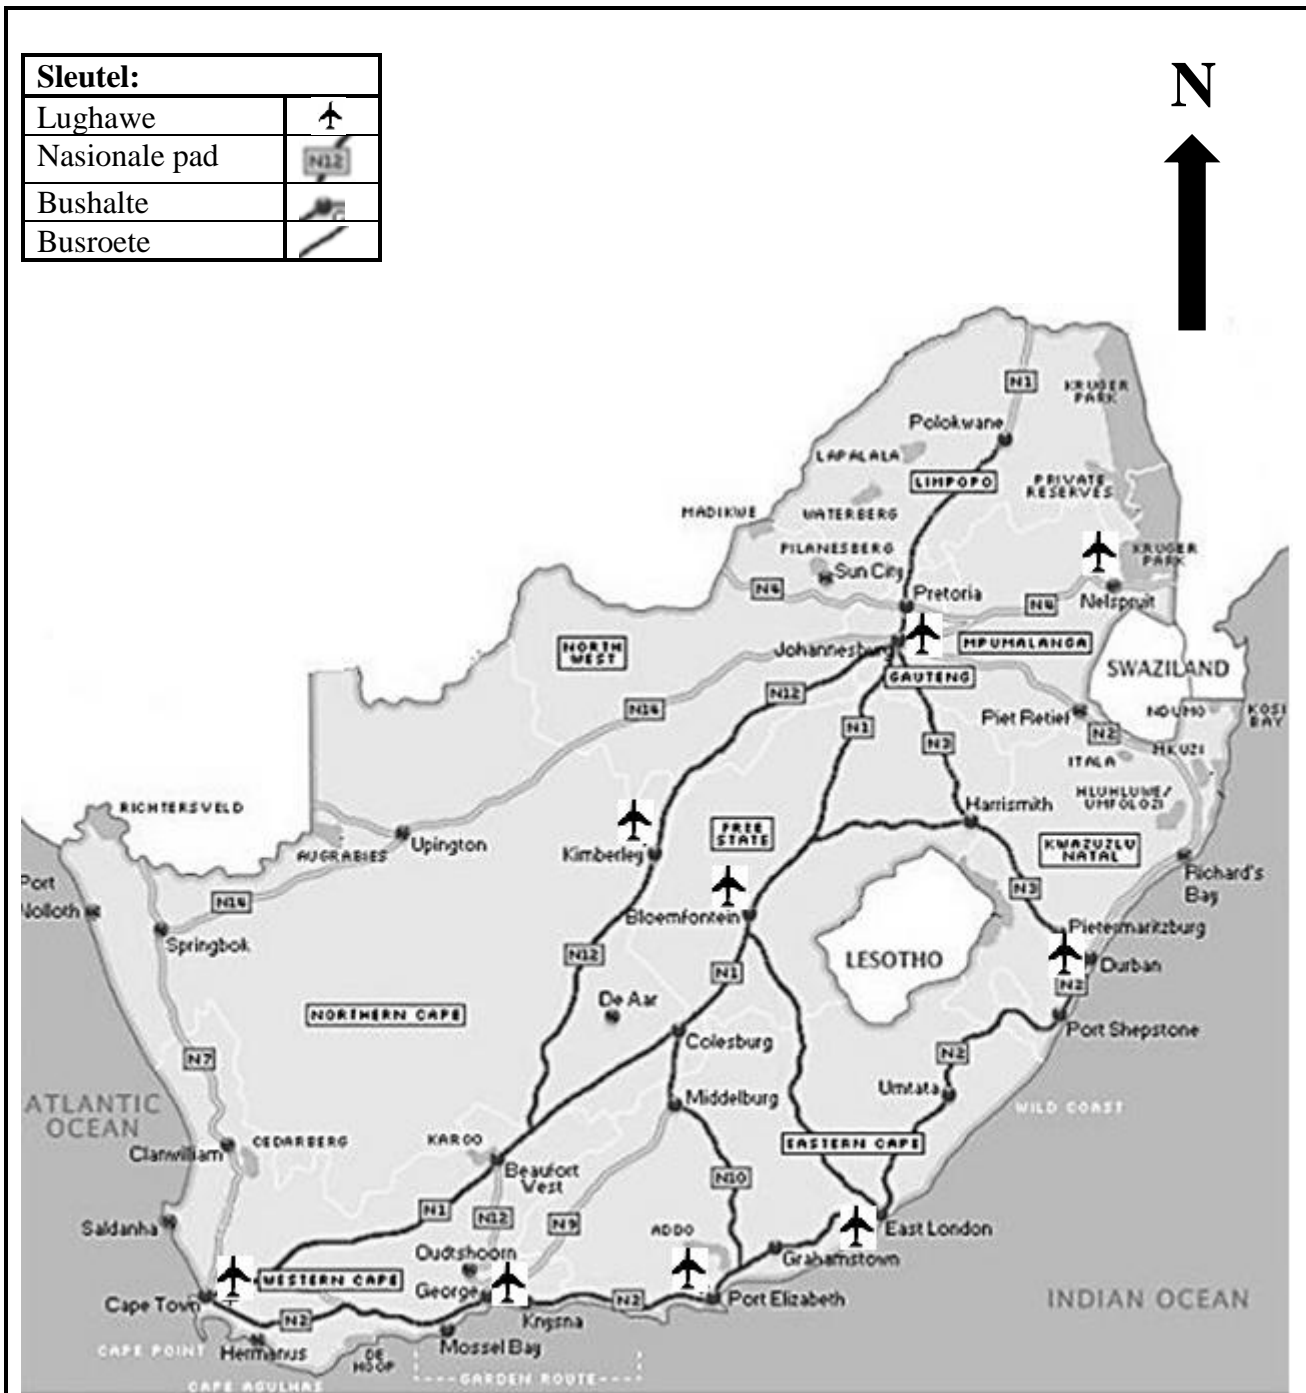 Sleutel:
Lughawe
Nasionale pad
N12
Bushalte
Busroete
N
N1
KRUGER
PARK
Polokwane
LAPALALA
LIMPOPO
PRIVATE
RESERVES
MADIKWE
WATERBERG
PILANESBERG
Sun City
KRUGER
PARK
N4
Pretoria
N4
Nelspruit
NORTH
WEST
Johannesburg
MPUMALANGA
SWAZILAND
GAUTENG
N12
N14
N1
N3
Piet Retief
N2
NDUMO
KOSI
BAY
ITALA
MKUZI
HLUHLUWE/
UMFOLOZI
RICHTERSVELD
Harrismith
AUGRABIES
Upington
Kimberley
FREE
STATE
KWAZUZLU
NATAL
Port
Nolloth
N14
Richard's
Bay
N3
Springbok
Bloemfontein
Pietermaritzburg
N12
N1
LESOTHO
Durban
N2
De Aar
NORTHERN CAPE
Port Shepstone
Colesburg
N7
N2
Umtata
ATLANTIC
OCEAN
Middelburg
WILD COAST
Clanwilliam
CEDARBERG
KAROO
EASTERN CAPE
Beaufort
West
N10
N1
N12
N9
Saldanha
ADDO
East London
Oudtshoorn
Grahamstown
WESTERN CAPE
George
Cape Town
N2
Knysna
N2
Port Elizabeth
INDIAN OCEAN
CAPE POINT
Hermanus
DE
HOOP
Mossel Bay
GARDEN ROUTE
CAPE AGULHAS